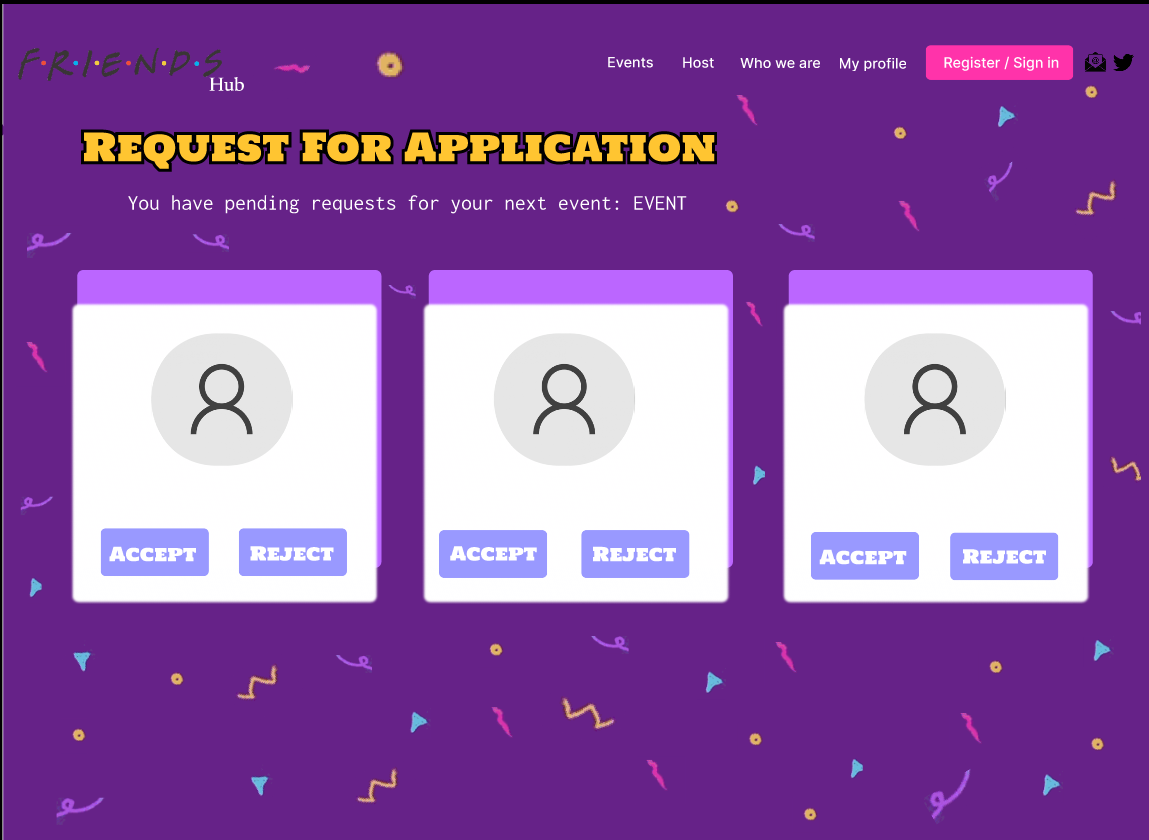 F·R·I·E·N·D·S
Hub
Events Host Who we are My profile Register / Sign in
Request For Application
You have pending requests for your next event: EVENT
Accept Reject Accept Reject Accept Reject